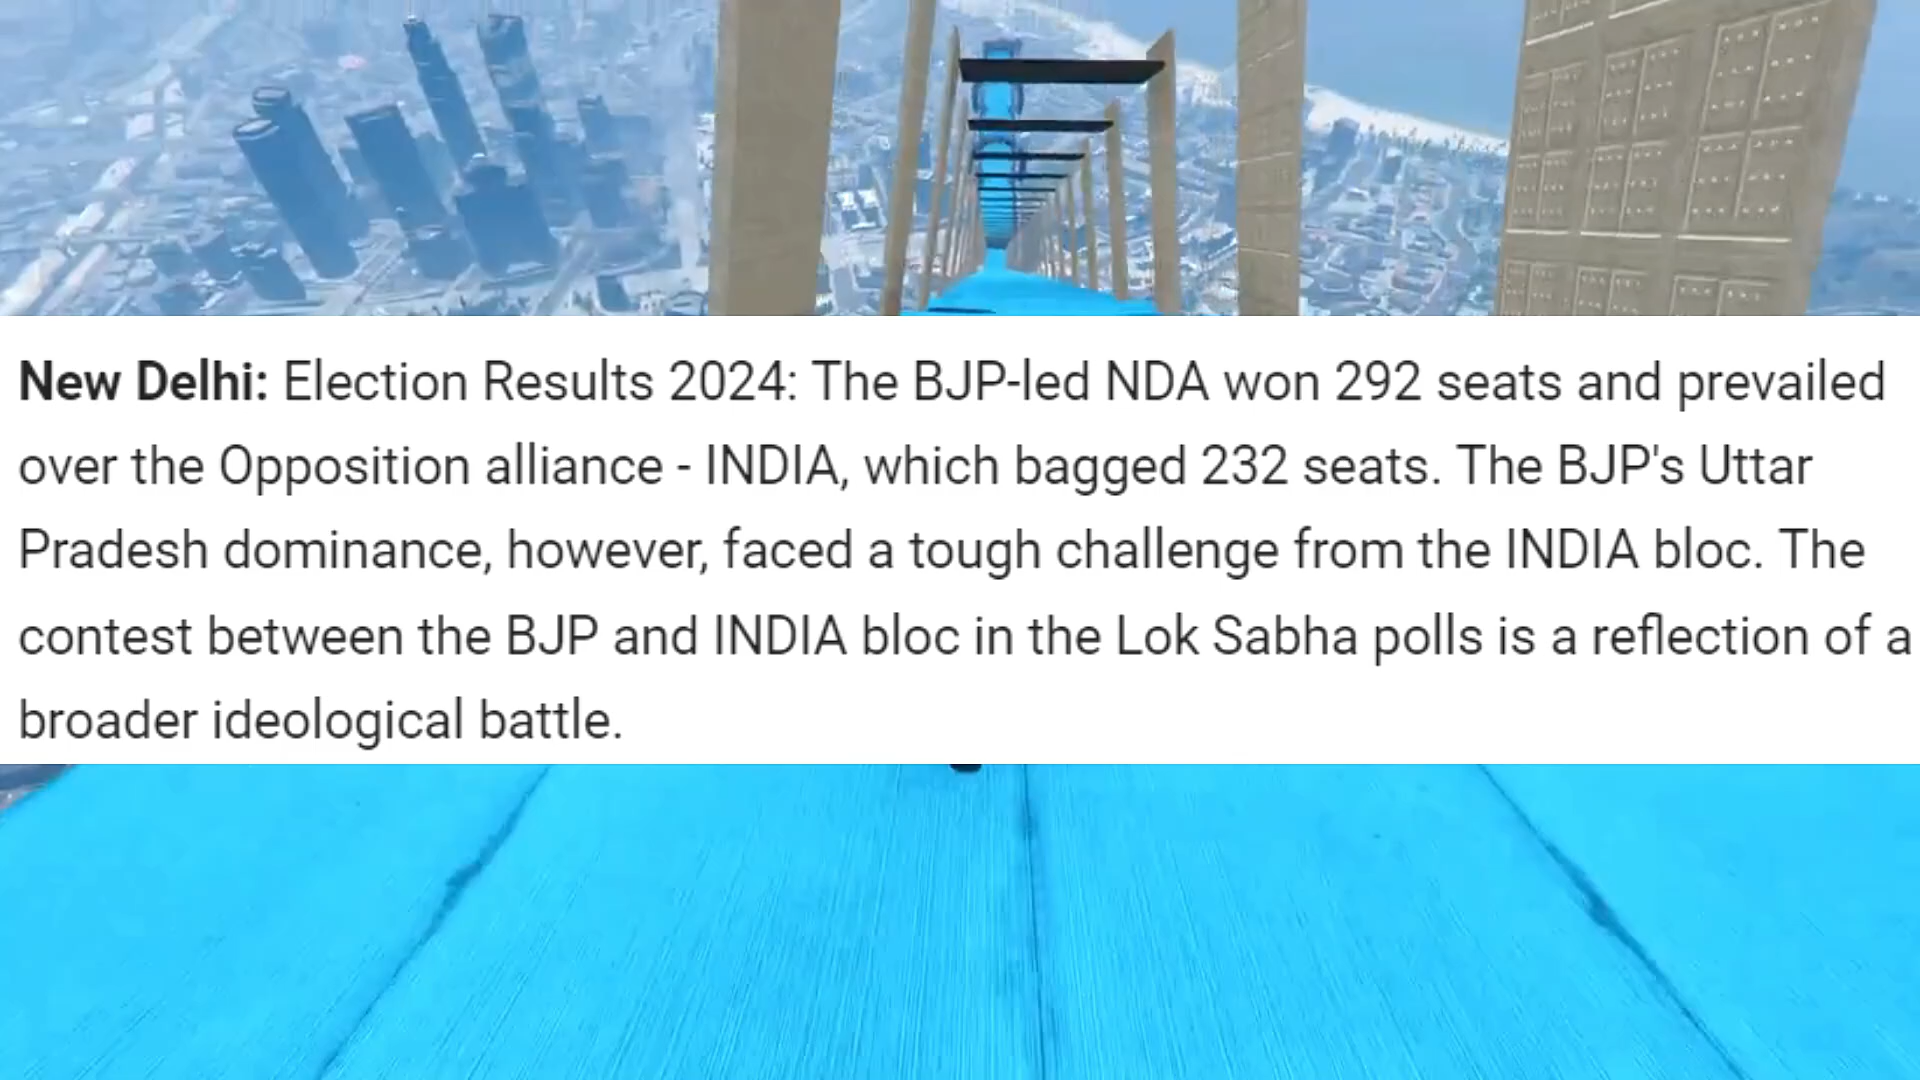 New Delhi: Election Results 2024: The BJP-led NDA won 292 seats and prevailed
over the Opposition alliance - INDIA, which bagged 232 seats. The BJP's Uttar
Pradesh dominance, however, faced a tough challenge from the INDIA bloc. The
contest between the BJP and INDIA bloc in the Lok Sabha polls is a reflection of a
broader ideological battle.